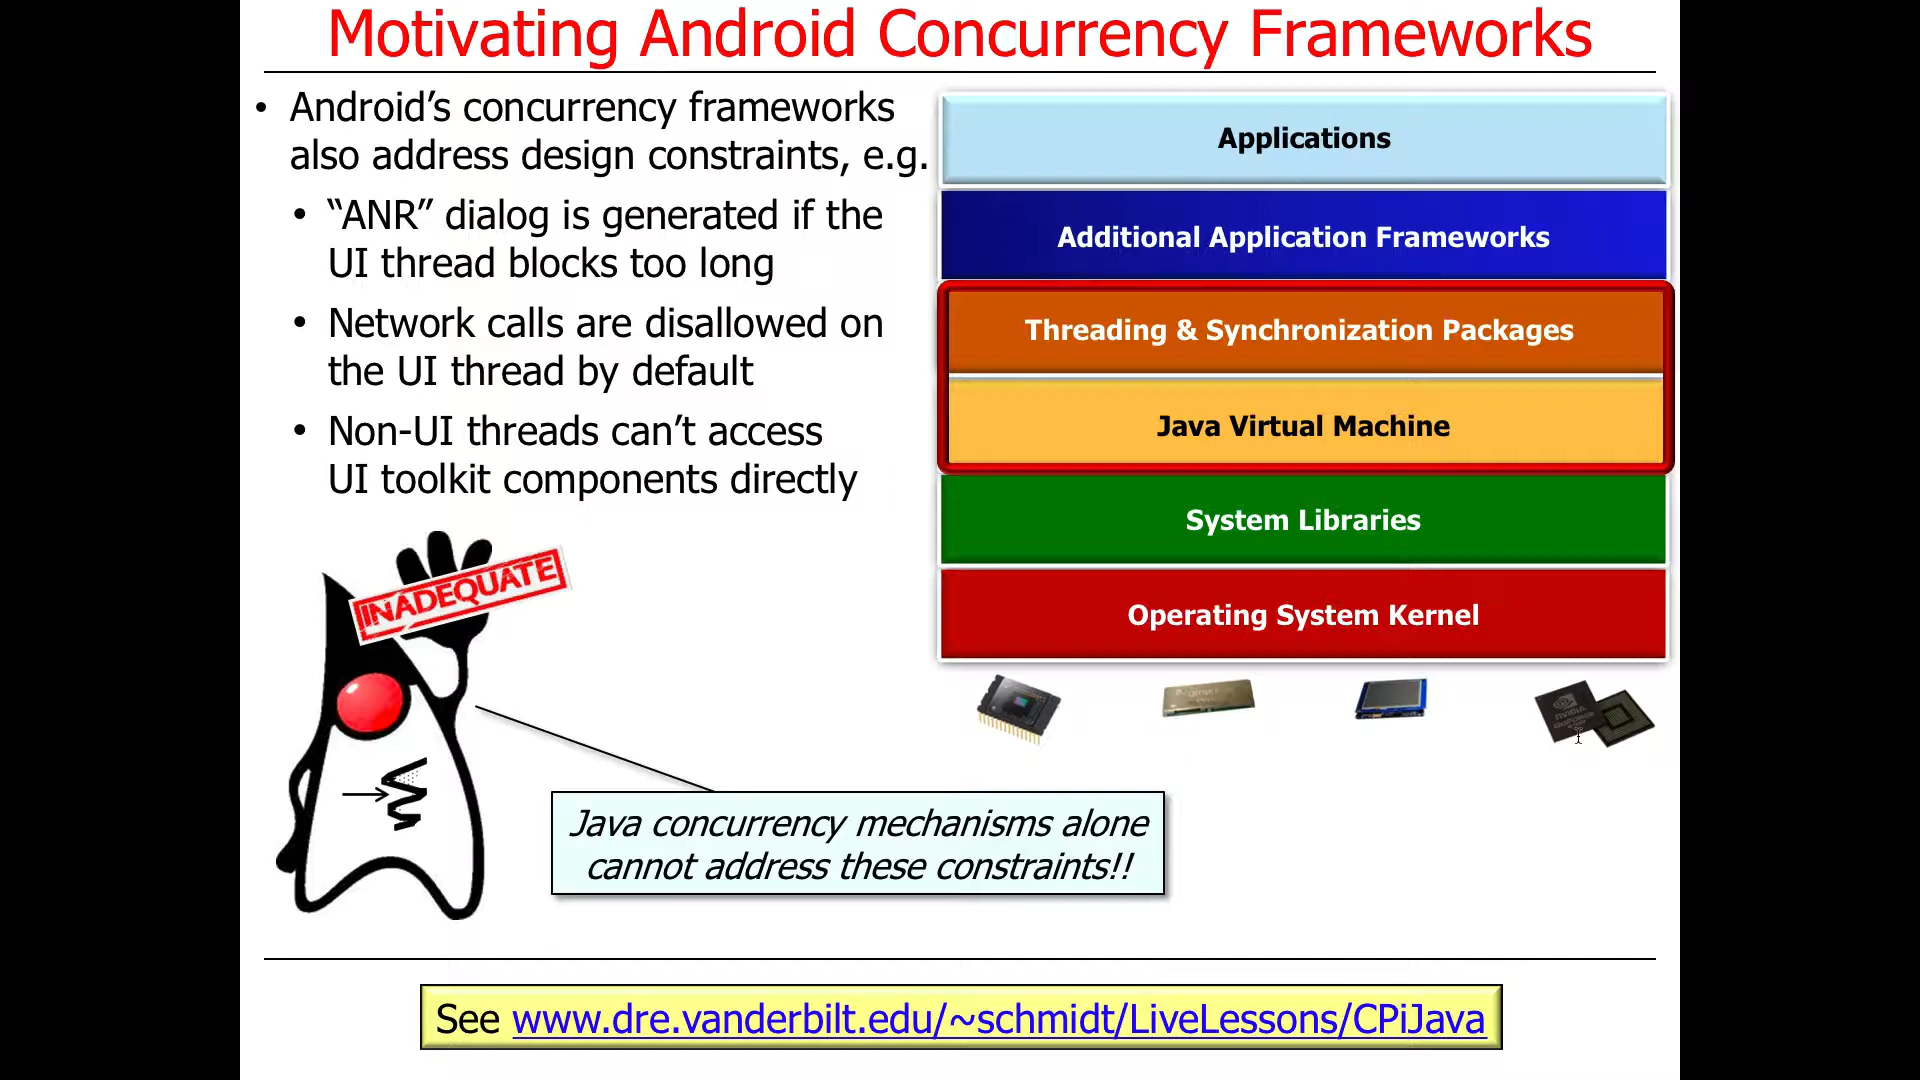 Motivating Android Concurrency Frameworks
• Android’s concurrency frameworks
also address design constraints, e.g.
• “ANR” dialog is generated if the
UI thread blocks too long
• Network calls are disallowed on
the UI thread by default
• Non-UI threads can’t access
UI toolkit components directly
Applications
Additional Application Frameworks
Threading & Synchronization Packages
Java Virtual Machine
System Libraries
Operating System Kernel
INADEQUATE
NVIDIA
Java concurrency mechanisms alone
cannot address these constraints!!
See www.dre.vanderbilt.edu/~schmidt/LiveLessons/CPiJava